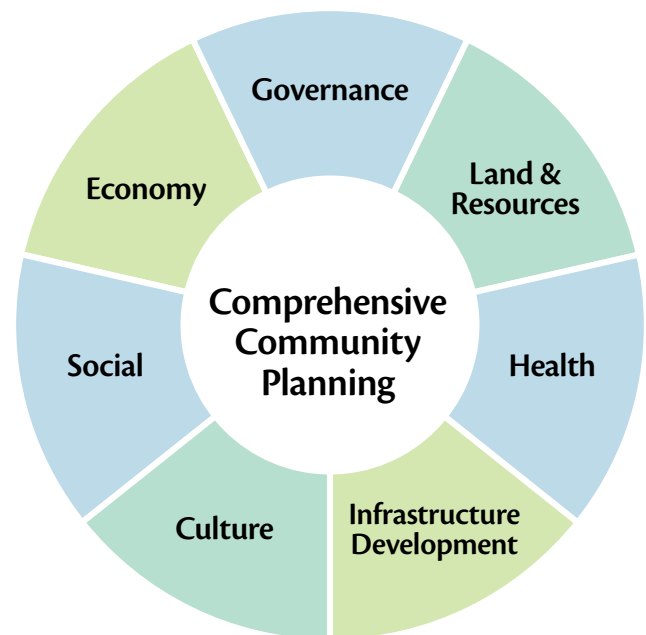 Governance
Land &
Resources
Economy
Comprehensive
Community
Planning
Social
Health
Culture
Infrastructure
Development